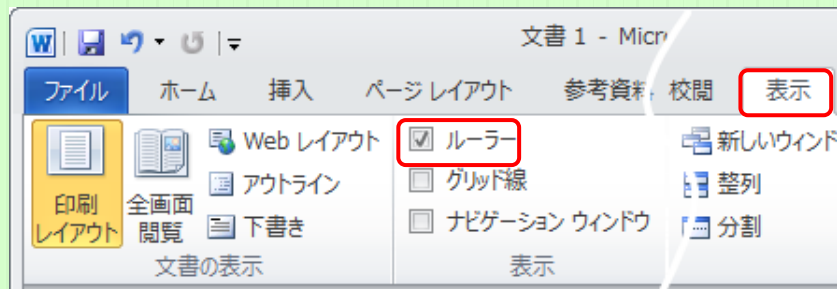 文書 1 - Micr
ファイル ホーム 挿入 ページ レイアウト 参考資料 校閲 表示
印刷
レイアウト
全画面
閲覧
Web レイアウト
アウトライン
下書き
文書の表示
ルーラー
グリッド線
ナビゲーション ウィンドウ
表示
新しいウィンド
整列
分割